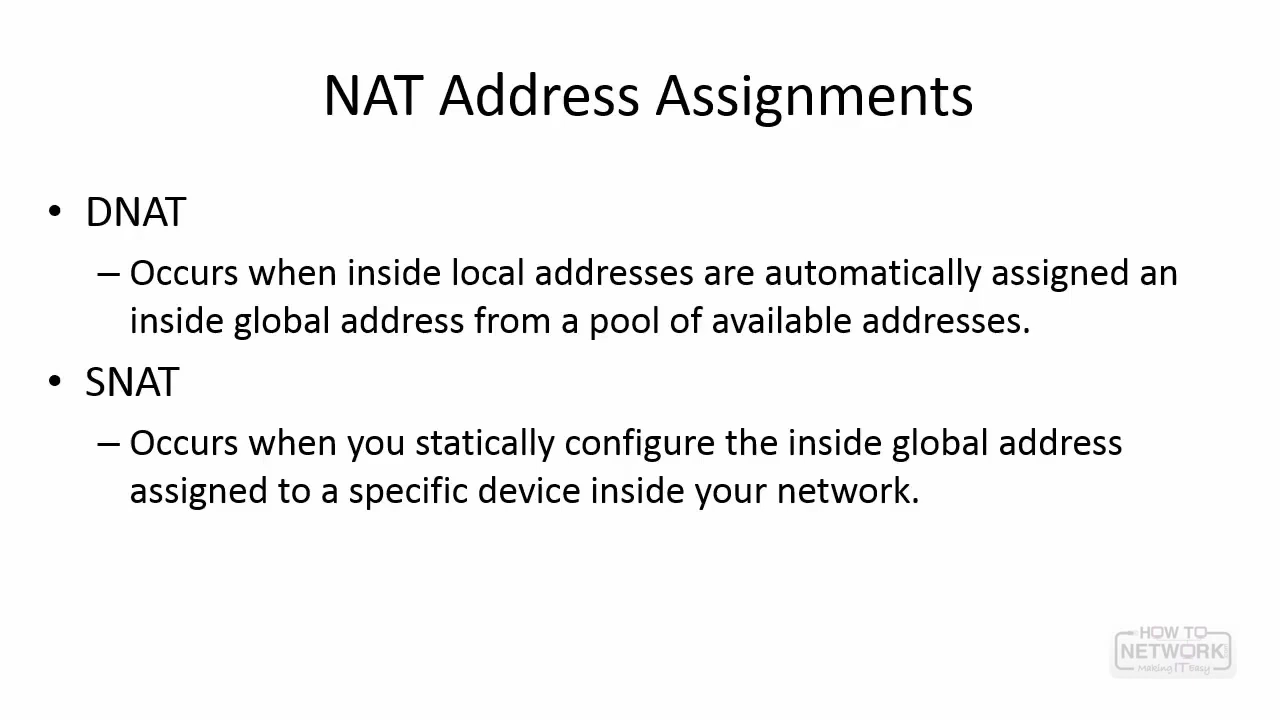 NAT Address Assignments
• DNAT
– Occurs when inside local addresses are automatically assigned an
inside global address from a pool of available addresses.
• SNAT
– Occurs when you statically configure the inside global address
assigned to a specific device inside your network.
HOW TO
NETWORK
Making IT Easy